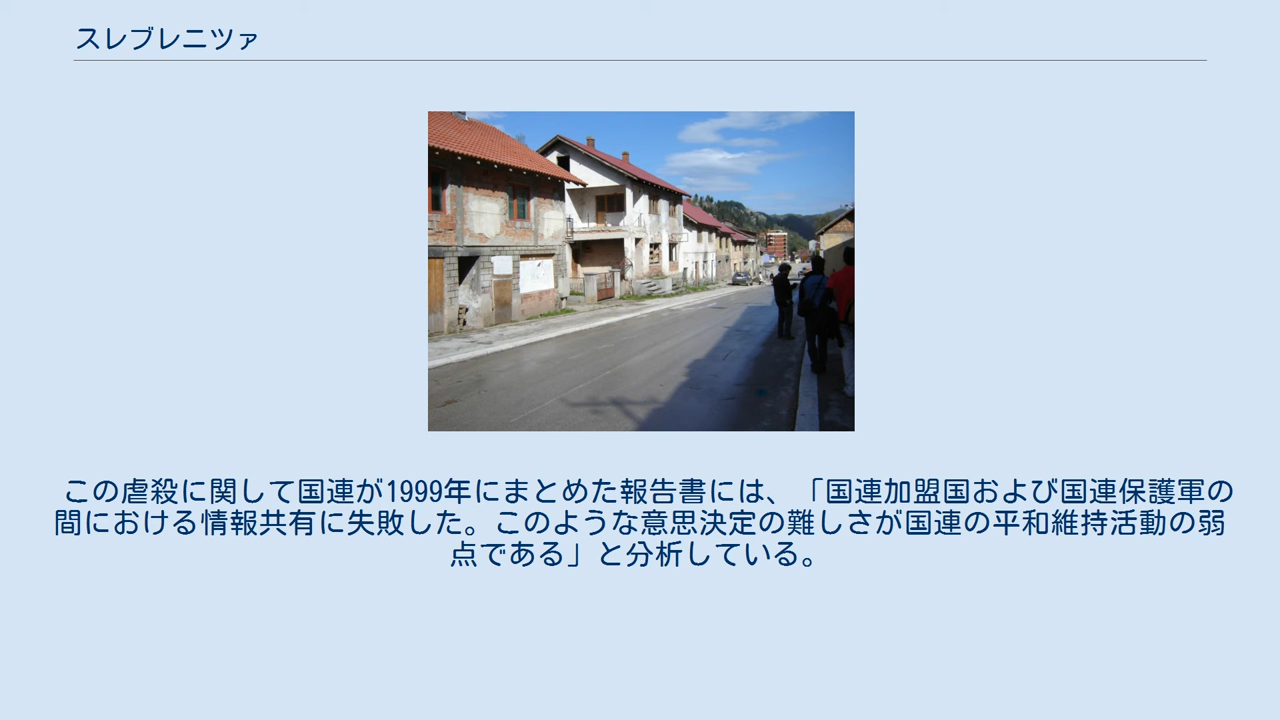 スレブレニツァ
この虐殺に関して国連が1999年にまとめた報告書には、「国連加盟国および国連保護軍の
間における情報共有に失敗した。このような意思決定の難しさが国連の平和維持活動の弱
点である」と分析している。